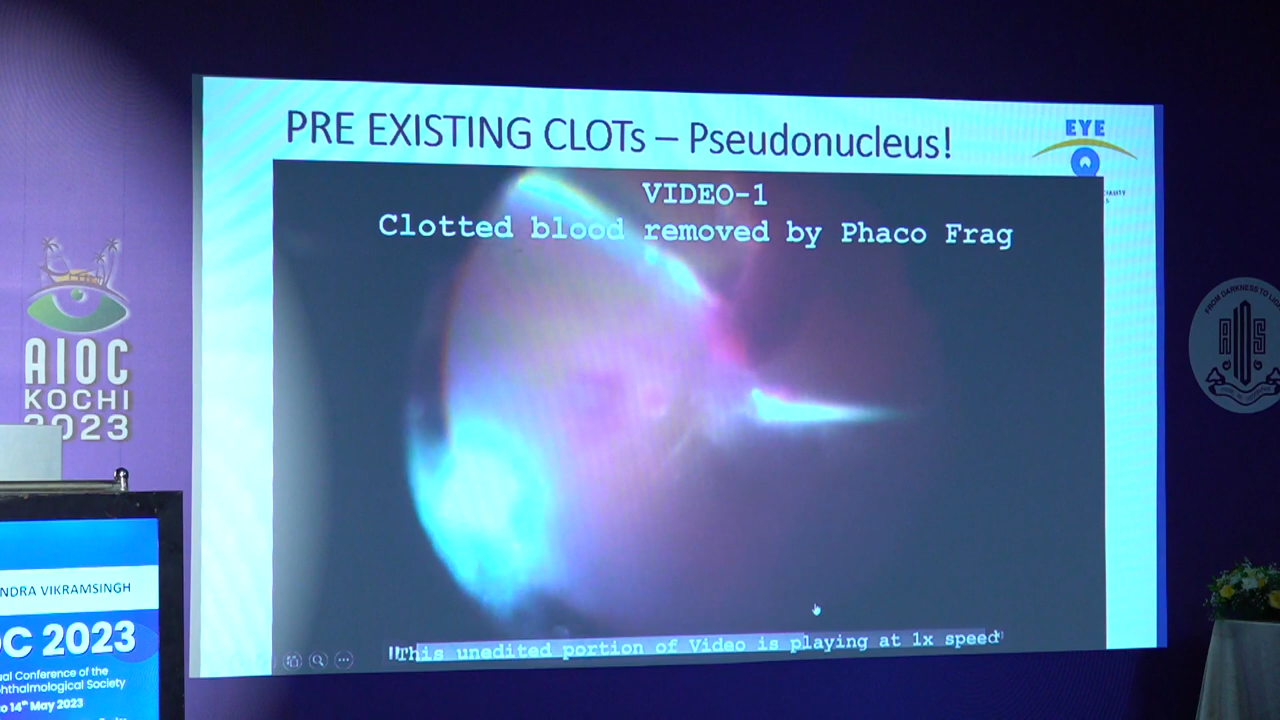 PRE EXISTING CLOTs – Pseudonucleus!
EYE
VIDEO-1
Clotted blood removed by Phaco Frag
This unedited portion of Video is playing at 1x speed
AIOC
KOCHI
2023
FROM DARKNESS TO
AIOS
NDRA VIKRAMSINGH
OC 2023
ual Conference of the
hthalmological Society
to 14th May 2023